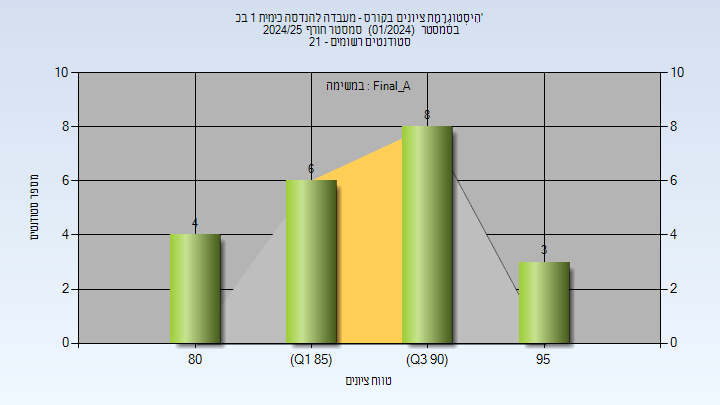 היסטוגרמת ציונים בקורס - מעבדה להנדסה כימית 1 בכ'
בסמסטר (01/2024) סמסטר חורף 2024/25
סטודנטים רשומים - 21
במשימה : Final_A
10 10
8 8
6 6
4 4
2 2
0 0
4 6 8 3
80 (Q1 85) (Q3 90) 95
מספר סטודנטים
טווח ציונים